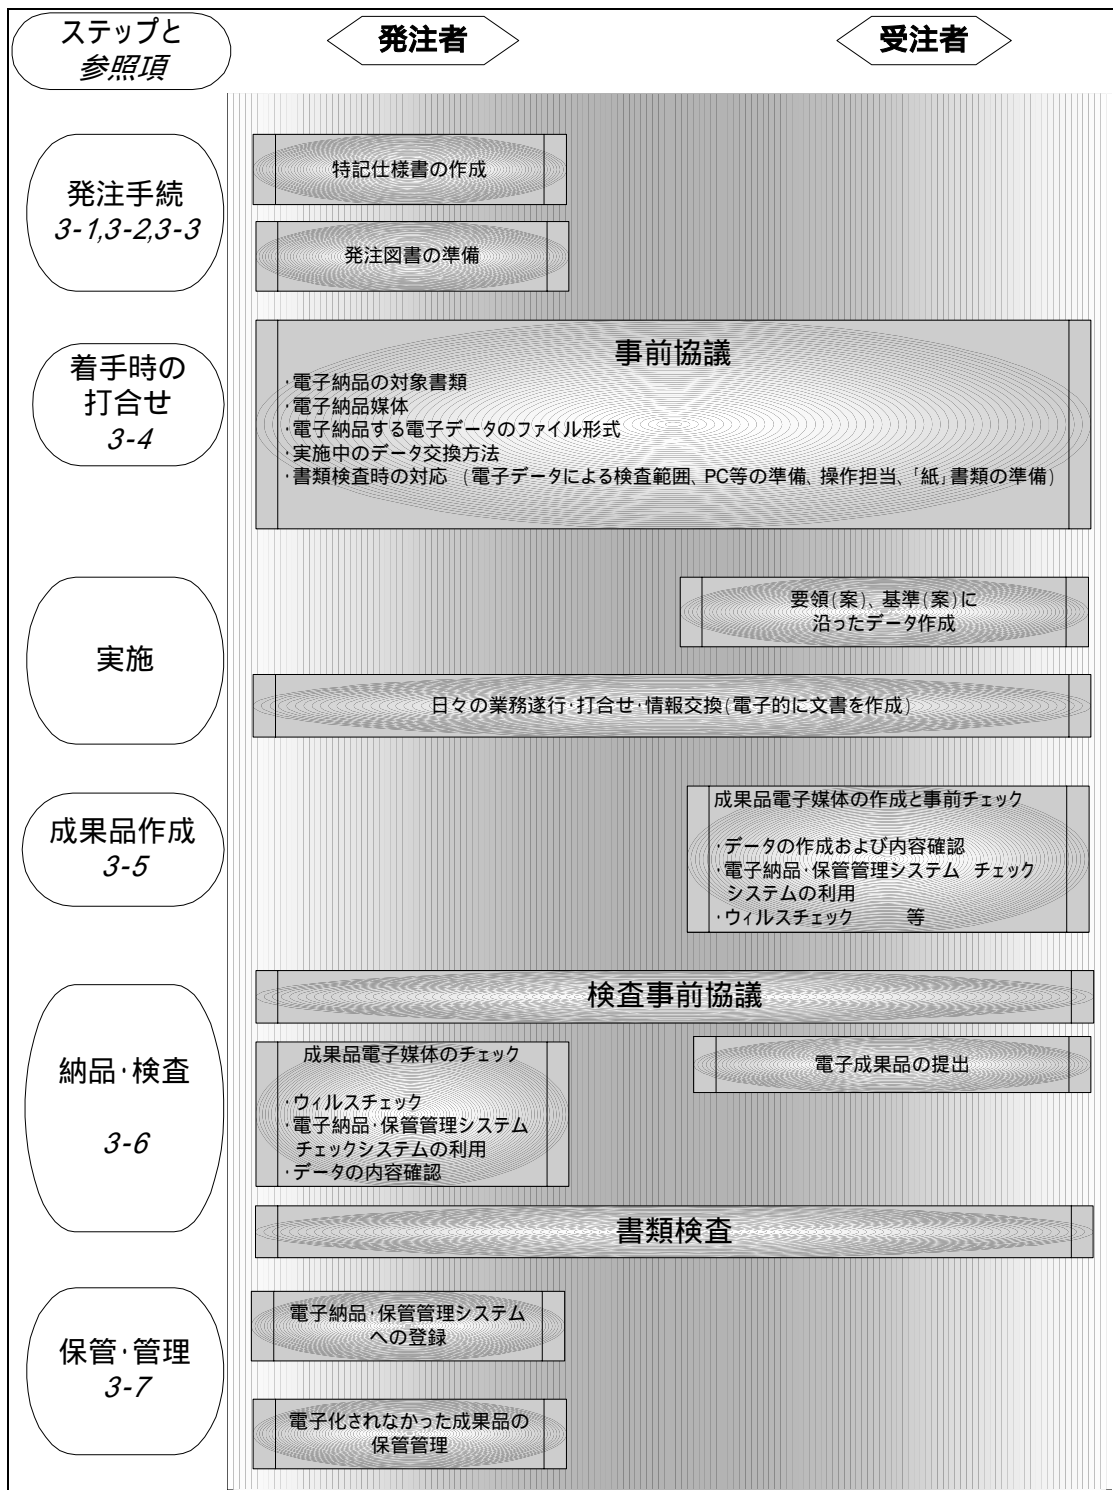 ステップと
参照項
発注者
受注者
発注手続
3-1,3-2,3-3
特記仕様書の作成
発注図書の準備
着手時の
打合せ
3-4
事前協議
・電子納品の対象書類
・電子納品媒体
・電子納品する電子データのファイル形式
・実施中のデータ交換方法
・書類検査時の対応 (電子データによる検査範囲、PC等の準備、操作担当、「紙」書類の準備)
実施
要領(案)、基準(案)に
沿ったデータ作成
日々の業務遂行・打合せ・情報交換(電子的に文書を作成)
成果品作成
3-5
成果品電子媒体の作成と事前チェック
・データの作成および内容確認
・電子納品・保管管理システム チェック
システムの利用
・ウィルスチェック 等
納品・検査
3-6
検査事前協議
成果品電子媒体のチェック
・ウィルスチェック
・電子納品・保管管理システム
チェックシステムの利用
・データの内容確認
電子成果品の提出
書類検査
保管・管理
3-7
電子納品・保管管理システム
への登録
電子化されなかった成果品の
保管管理